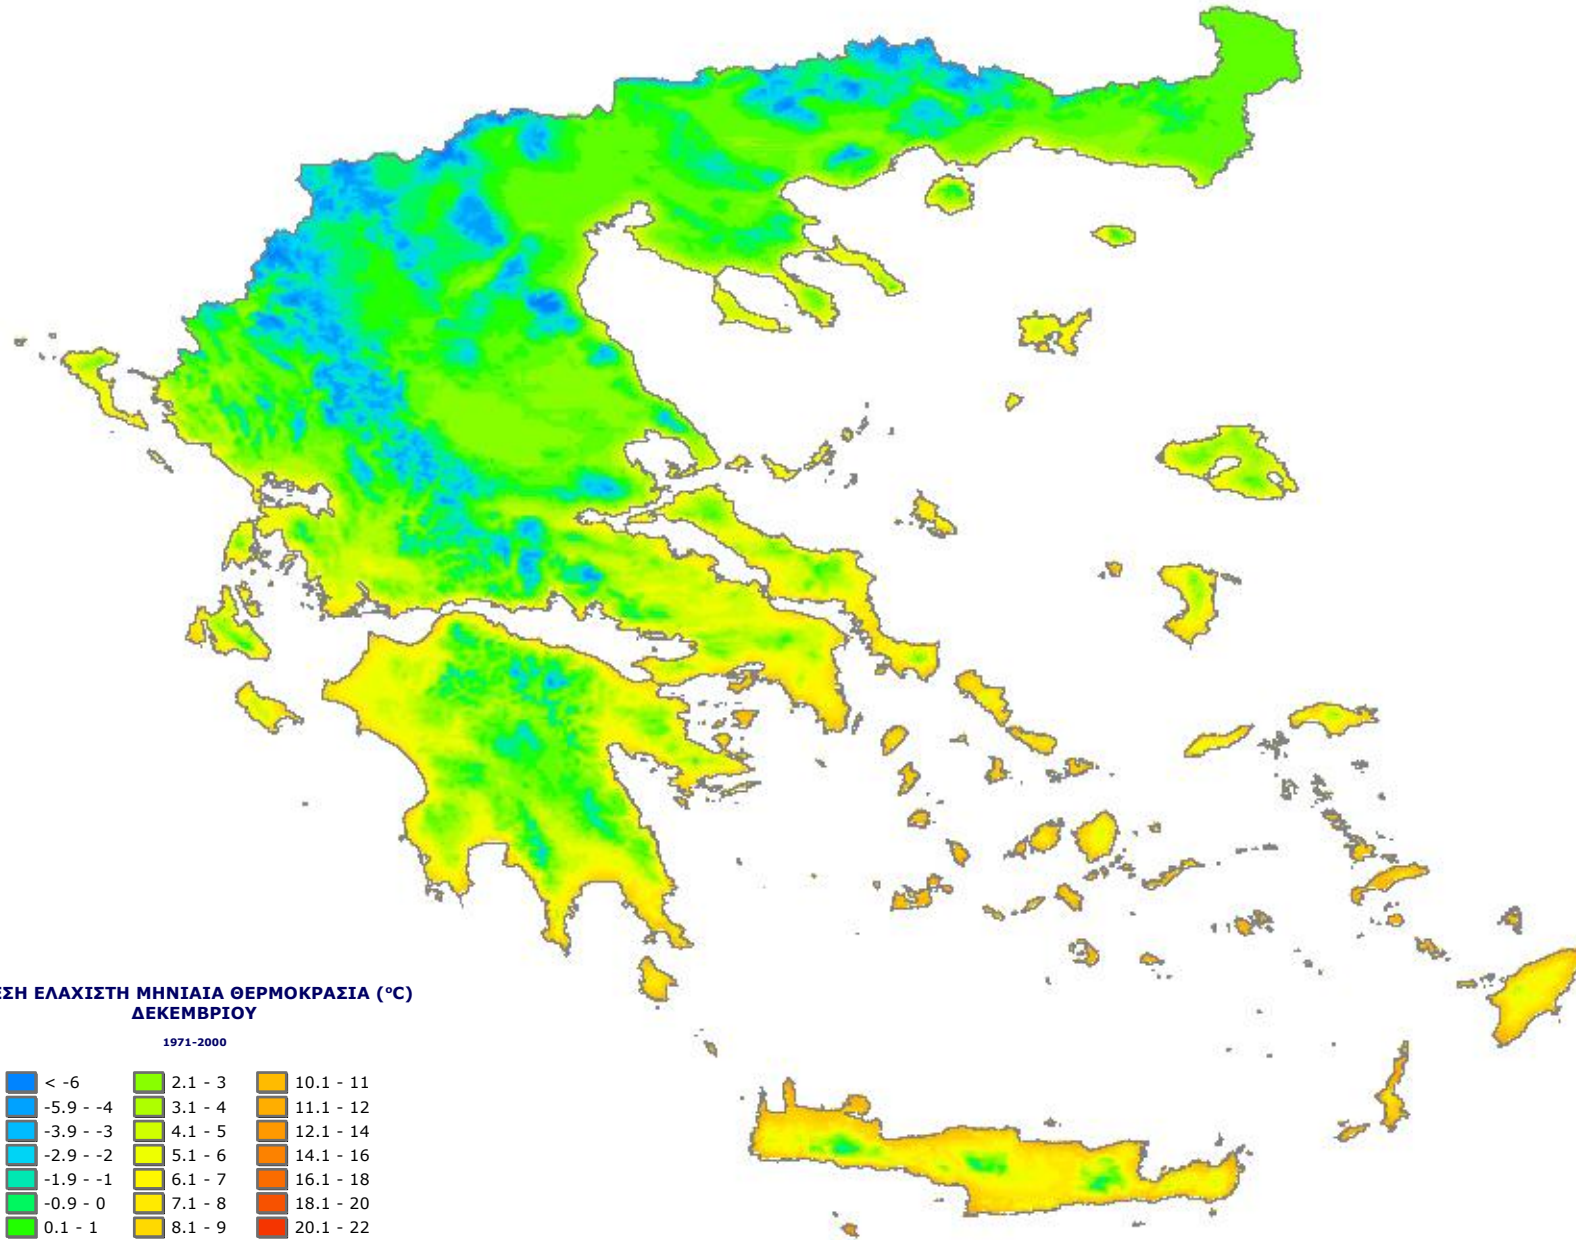 ΕΣΗ ΕΛΑΧΙΣΤΗ ΜΗΝΙΑΙΑ ΘΕΡΜΟΚΡΑΣΙΑ (°C)
ΔΕΚΕΜΒΡΙΟΥ
1971-2000
< -6 2.1 - 3 10.1 - 11
-5.9 - -4 3.1 - 4 11.1 - 12
-3.9 - -3 4.1 - 5 12.1 - 14
-2.9 - -2 5.1 - 6 14.1 - 16
-1.9 - -1 6.1 - 7 16.1 - 18
-0.9 - 0 7.1 - 8 18.1 - 20
0.1 - 1 8.1 - 9 20.1 - 22